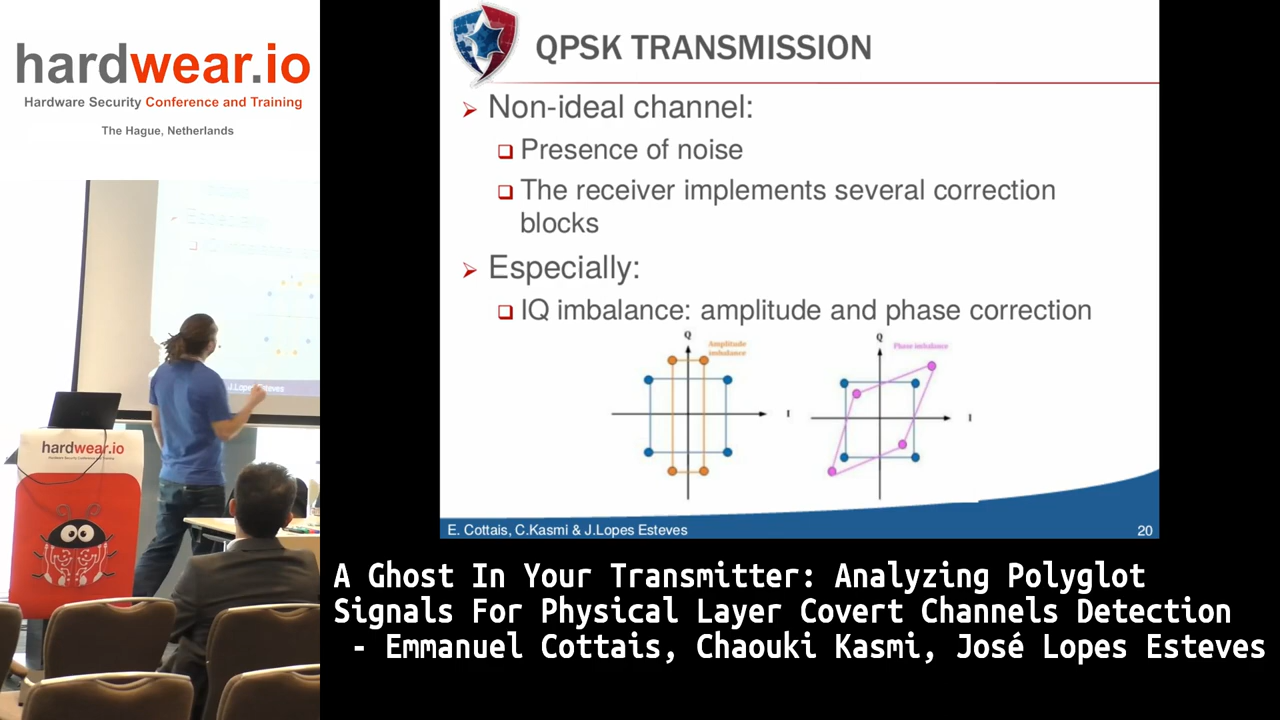 hardwear.io
Hardware Security Conference and Training
The Hague, Netherlands
QPSK TRANSMISSION
Non-ideal channel:
Presence of noise
The receiver implements several correction
blocks
Especially:
IQ imbalance: amplitude and phase correction
Q
Amplitude
imbalance
I
Q
Phase imbalance
I
E. Cottais, C.Kasmi & J.Lopes Esteves
20
Especially:
J.Lopes Esteves
hardwear.io
A Ghost In Your Transmitter: Analyzing Polyglot
Signals For Physical Layer Covert Channels Detection
- Emmanuel Cottais, Chaouki Kasmi, José Lopes Esteves